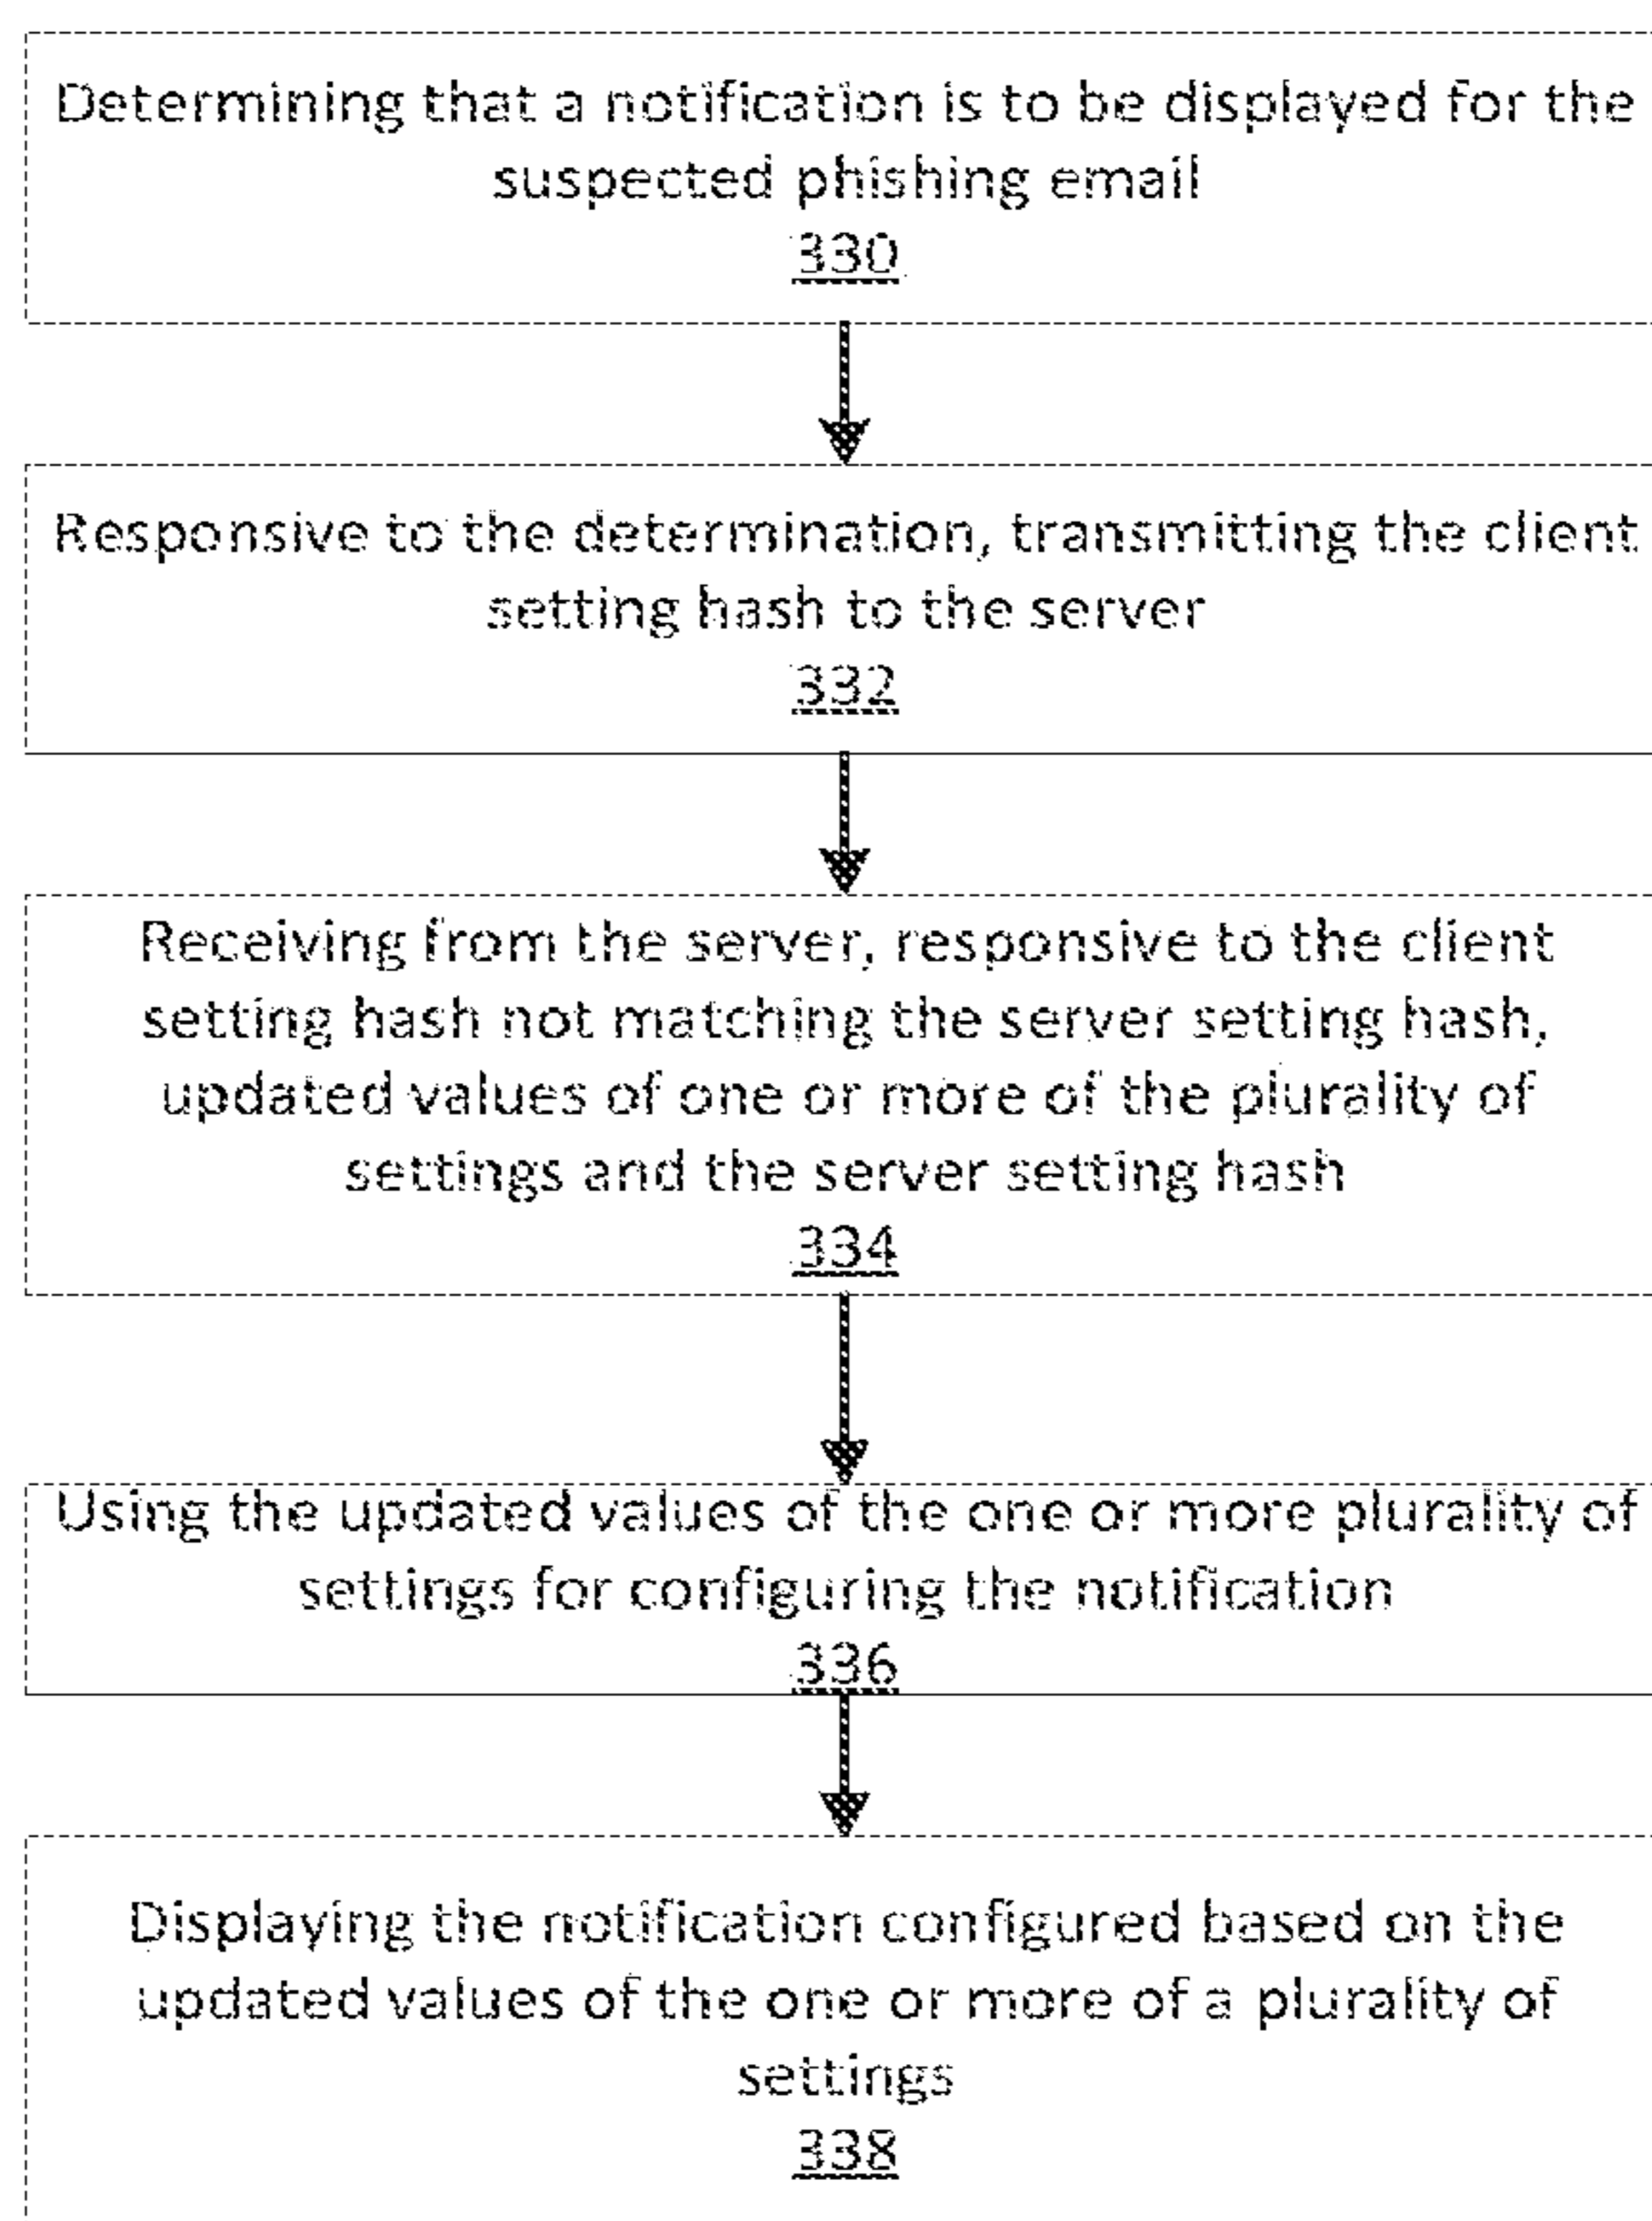 Determining that a notification is to be displayed for the
suspected phishing email
330
Responsive to the determination, transmitting the client
setting hash to the server
332
Receiving from the server, responsive to the client
setting hash not matching the server setting hash,
updated values of one or more of the plurality of
settings and the server setting hash
334
Using the updated values of the one or more plurality of
settings for configuring the notification
336
Displaying the notification configured based on the
updated values of the one or more of a plurality of
settings
338